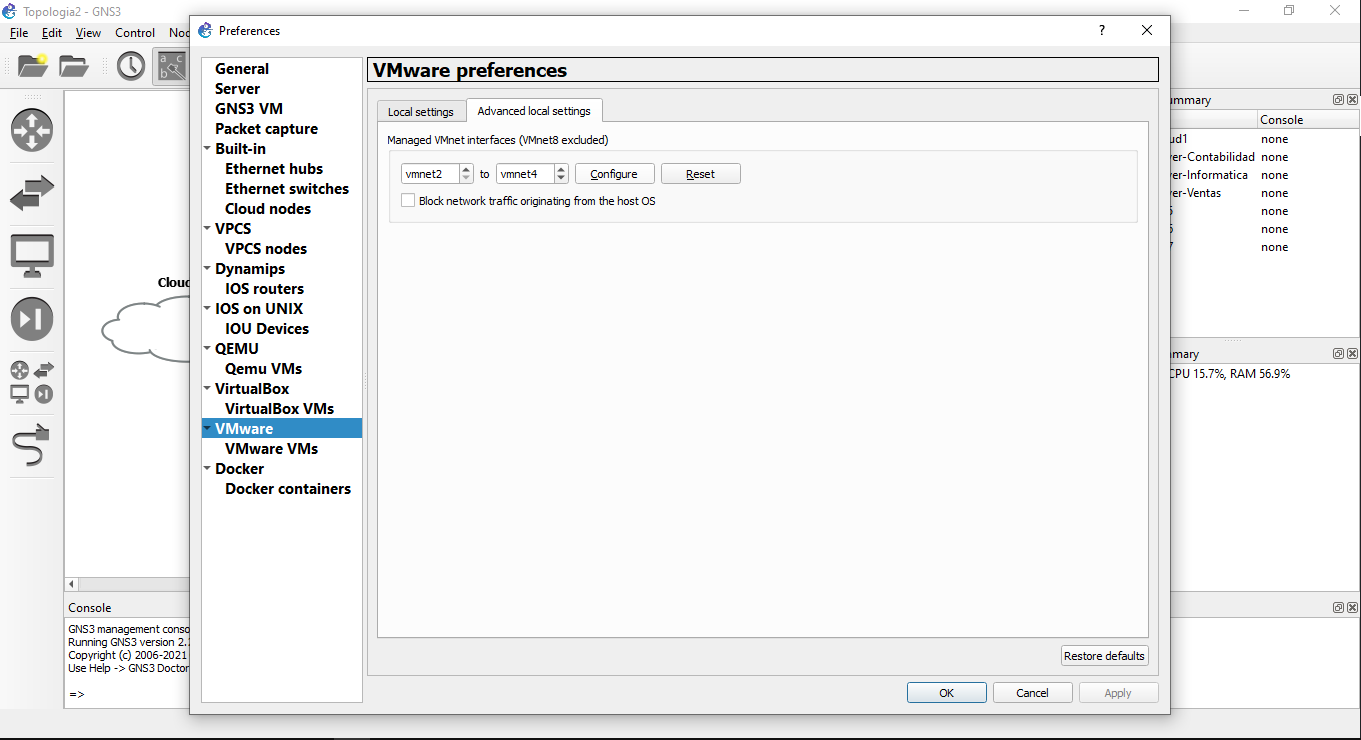 Topologia2 - GNS3
File Edit View Control Nod
Cloud
Console
GNS3 management conso
Running GNS3 version 2.
Copyright (c) 2006-2021
Use Help -> GNS3 Doctor
=>
Preferences
?
General
Server
GNS3 VM
Packet capture
Built-in
Ethernet hubs
Ethernet switches
Cloud nodes
VPCS
VPCS nodes
Dynamips
IOS routers
IOS on UNIX
IOU Devices
QEMU
Qemu VMs
VirtualBox
VirtualBox VMs
VMware
VMware VMs
Docker
Docker containers
VMware preferences
Local settings Advanced local settings
Managed VMnet interfaces (VMnet8 excluded)
vmnet2 to vmnet4 Configure Reset
Block network traffic originating from the host OS
Restore defaults
OK Cancel Apply
ummary
Console
ud1 none
ver-Contabilidad none
ver-Informatica none
ver-Ventas none
none
none
7 none
mmary
CPU 15.7%, RAM 56.9%